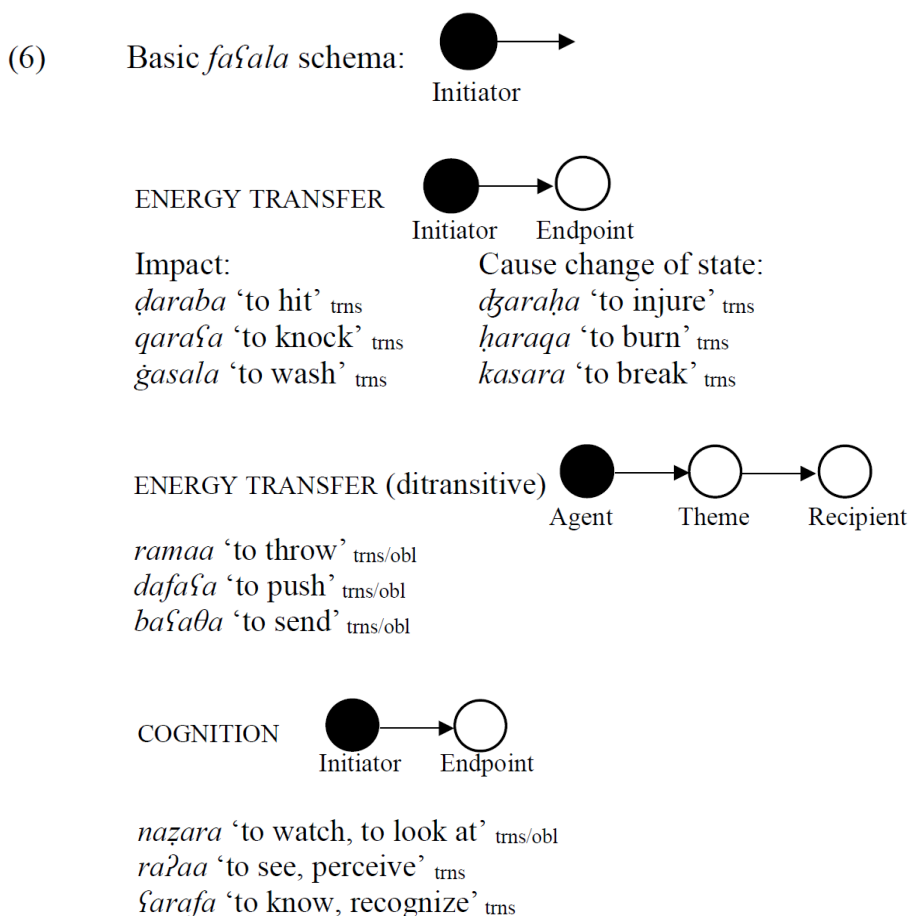 (6) Basic faʕala schema:
Initiator
ENERGY TRANSFER
Initiator Endpoint
Impact: Cause change of state:
ḍaraba ‘to hit’ trns ʤaraḥa ‘to injure’ trns
qaraʕa ‘to knock’ trns ḥaraqa ‘to burn’ trns
ġasala ‘to wash’ trns kasara ‘to break’ trns
ENERGY TRANSFER (ditransitive)
Agent Theme Recipient
ramaa ‘to throw’ trns/obl
dafaʕa ‘to push’ trns/obl
baʕaθa ‘to send’ trns/obl
COGNITION
Initiator Endpoint
naẓara ‘to watch, to look at’ trns/obl
raʔaa ‘to see, perceive’ trns
ʕarafa ‘to know, recognize’ trns